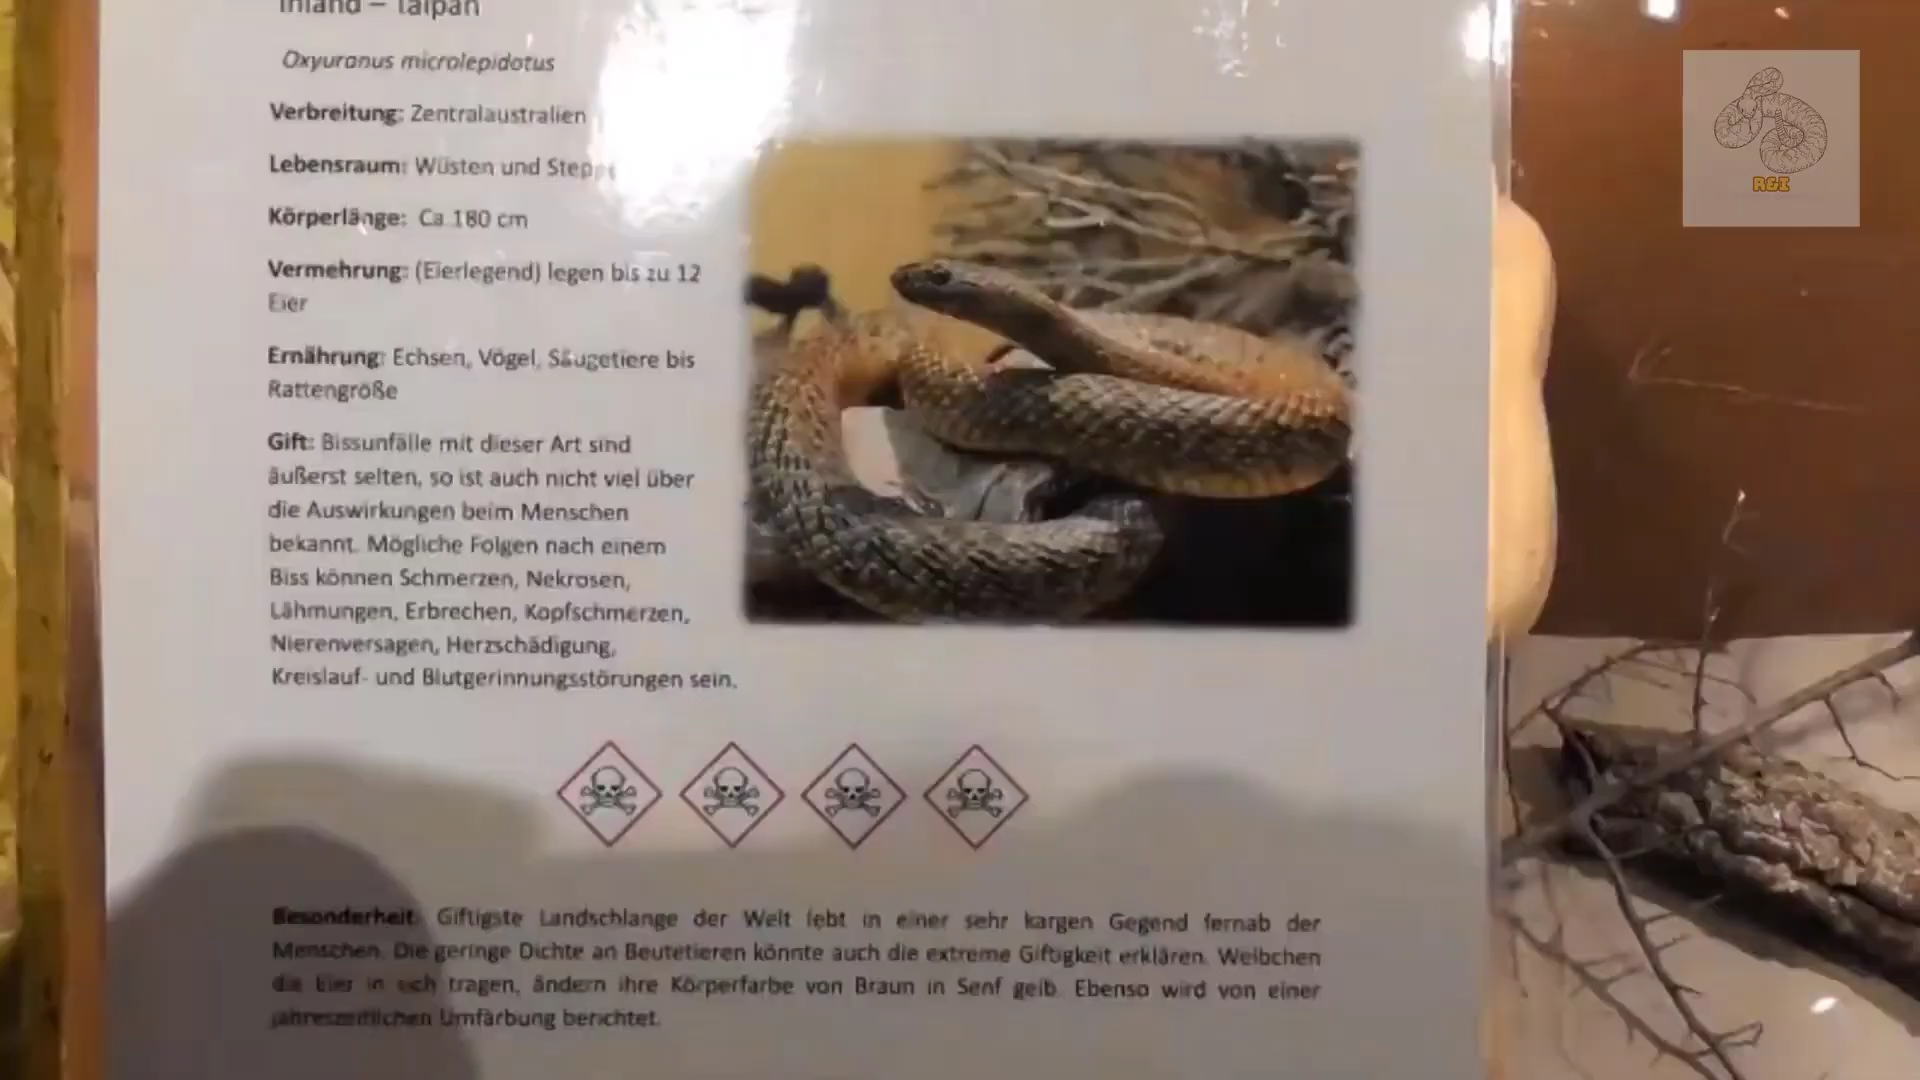 Inland – Taipan
Oxyuranus microlepidotus
Verbreitung: Zentralaustralien
Lebensraum: Wüsten und
Körperlänge: Ca 180 cm
Vermehrung: (Eierlegend) legen bis zu 12
Eier
Ernährung: Echsen, Vögel, Säugetiere bis
Rattengröße
Gift: Bissunfälle mit dieser Art sind
äußerst selten, so ist auch nicht viel über
die Auswirkungen beim Menschen
bekannt. Mögliche Folgen nach einem
Biss können Schmerzen, Nekrosen,
Lähmungen, Erbrechen, Kopfschmerzen,
Nierenversagen, Herzschädigung,
Kreislauf- und Blutgerinnungsstörungen sein.
Besonderheit: Giftigste Landschlange der Welt lebt in einer sehr kargen Gegend fernab der
Menschen. Die geringe Dichte an Beutetieren könnte auch die extreme Giftigkeit erklären. Weibchen
die Eier in sich tragen, ändern ihre Körperfarbe von Braun in Senf gelb. Ebenso wird von einer
jahreszeitlichen Umfärbung berichtet.
R&I